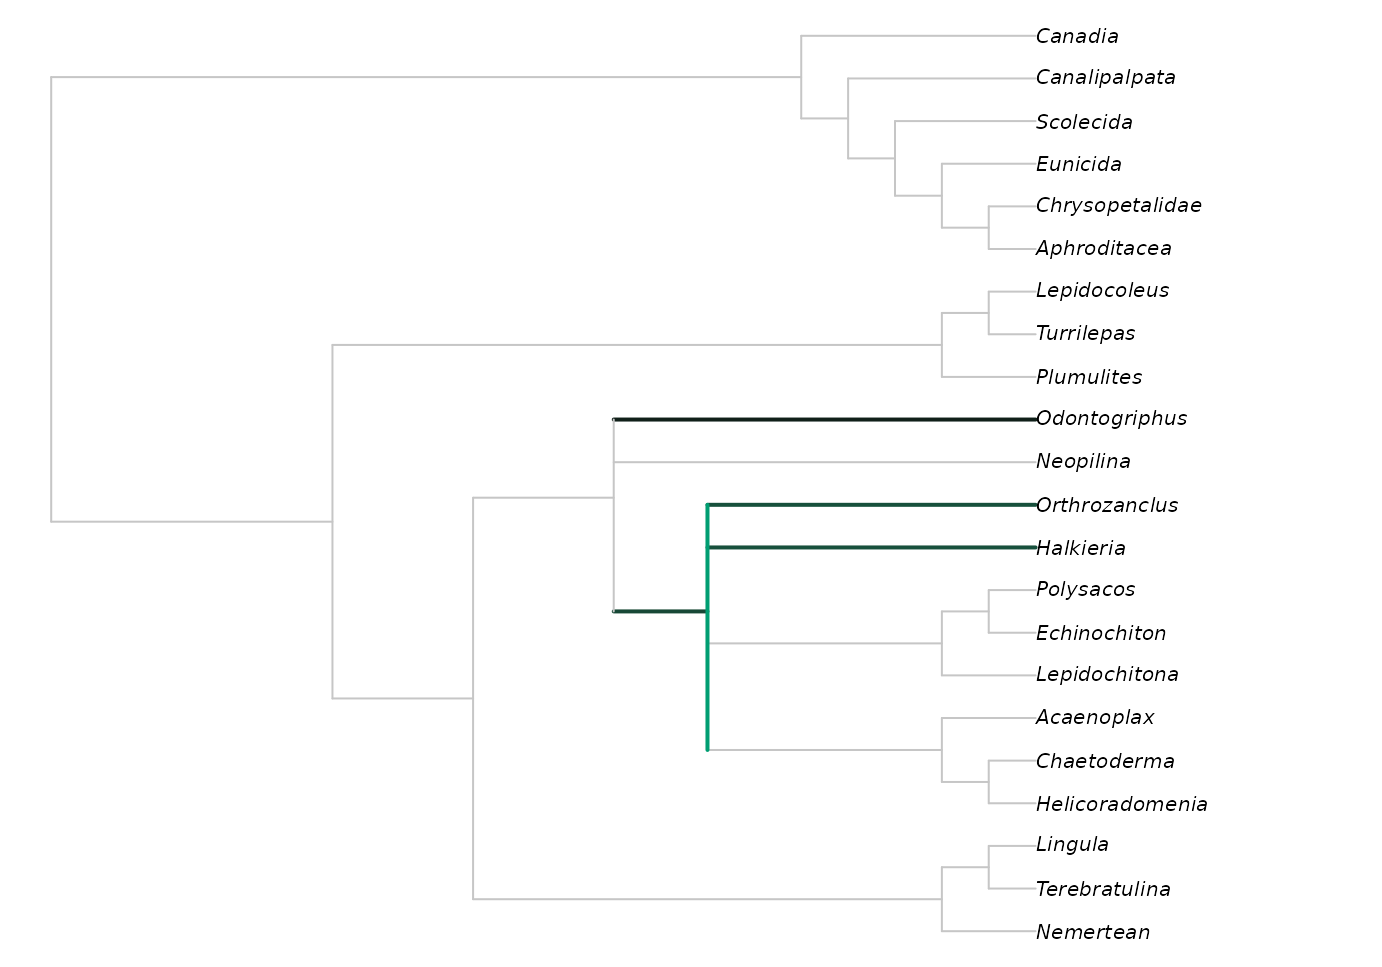 Canadia
Canalipalpata
Scolecida
Eunicida
Chrysopetalidae
Aphroditacea
Lepidocoleus
Turrilepas
Plumulites
Odontogriphus
Neopilina
Orthrozanclus
Halkieria
Polysacos
Echinochiton
Lepidochitona
Acaenoplax
Chaetoderma
Helicoradomenia
Lingula
Terebratulina
Nemertean